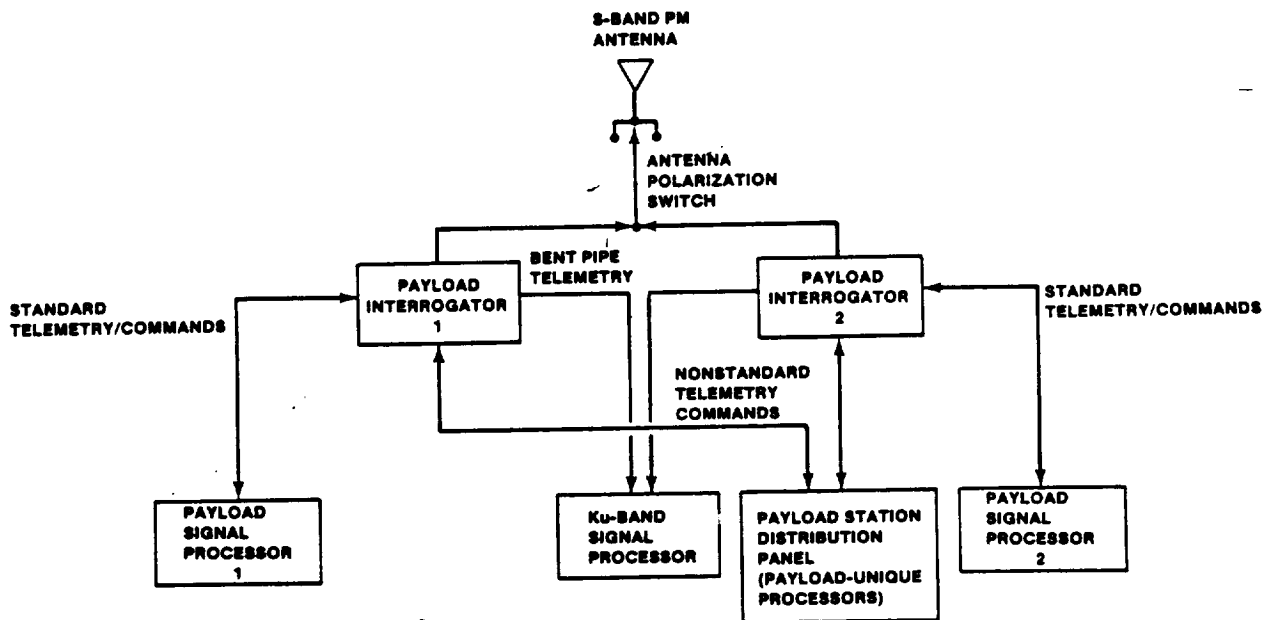 S-BAND PM
ANTENNA
ANTENNA
POLARIZATION
SWITCH
BENT PIPE
TELEMETRY
PAYLOAD
INTERROGATOR
1
PAYLOAD
INTERROGATOR
2
STANDARD
TELEMETRY/COMMANDS
STANDARD
TELEMETRY/COMMANDS
NONSTANDARD
TELEMETRY
COMMANDS
PAYLOAD
SIGNAL
PROCESSOR
1
Ku-BAND
SIGNAL
PROCESSOR
PAYLOAD STATION
DISTRIBUTION
PANEL
(PAYLOAD-UNIQUE
PROCESSORS)
PAYLOAD
SIGNAL
PROCESSOR
2